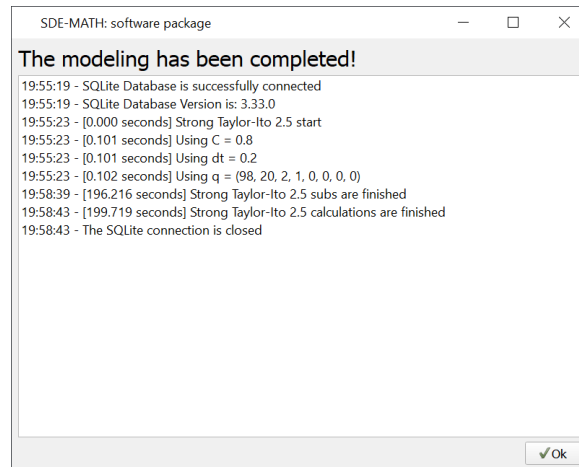 SDE-MATH: software package
The modeling has been completed!
19:55:19 - SQLite Database is successfully connected
19:55:19 - SQLite Database Version is: 3.33.0
19:55:23 - [0.000 seconds] Strong Taylor-Ito 2.5 start
19:55:23 - [0.101 seconds] Using C = 0.8
19:55:23 - [0.101 seconds] Using dt = 0.2
19:55:23 - [0.102 seconds] Using q = (98, 20, 2, 1, 0, 0, 0, 0)
19:58:39 - [196.216 seconds] Strong Taylor-Ito 2.5 subs are finished
19:58:43 - [199.719 seconds] Strong Taylor-Ito 2.5 calculations are finished
19:58:43 - The SQLite connection is closed
Ok